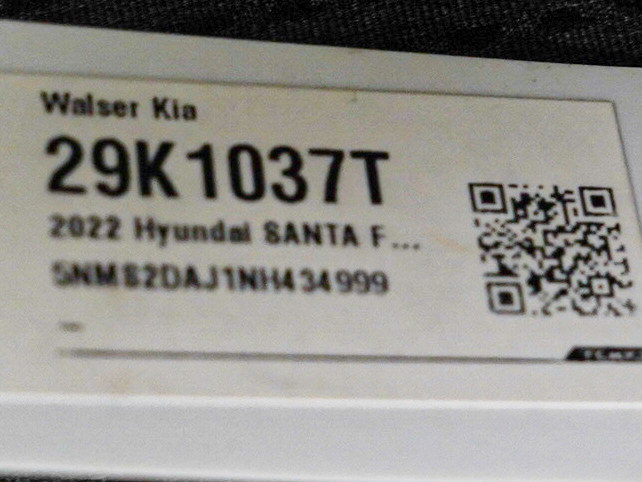 Walser Kia
29K1037T
2022 Hyundai SANTA F...
5NMS2DAJ1NH434999